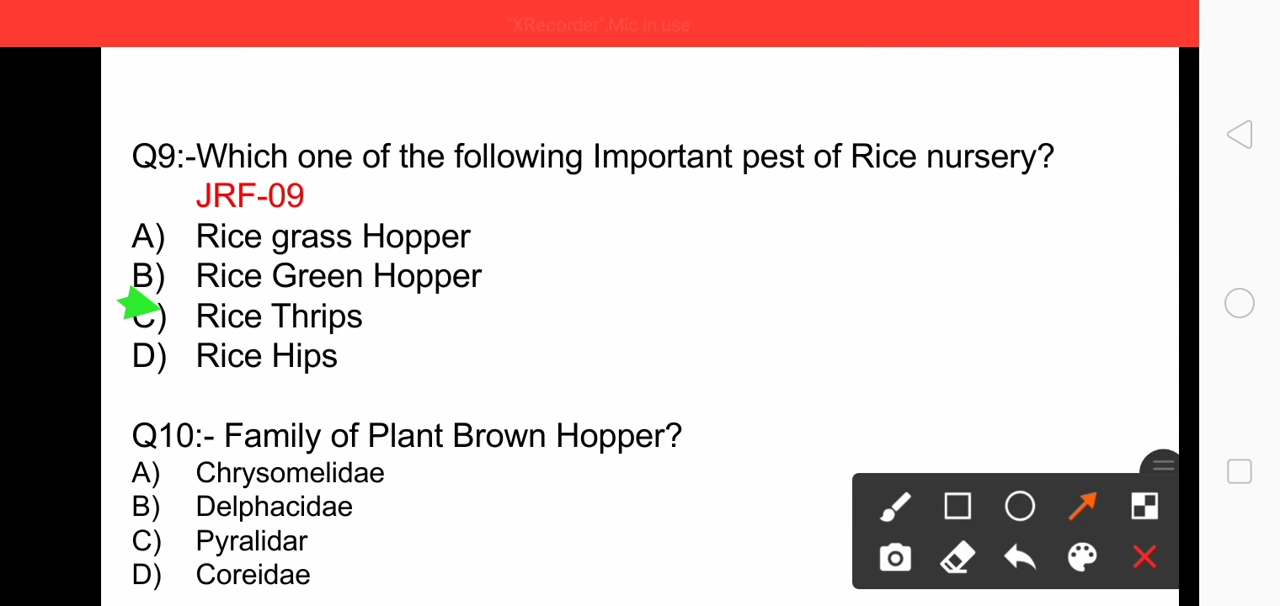 "XRecorder",Mic in use
Q9:-Which one of the following Important pest of Rice nursery?
JRF-09
A) Rice grass Hopper
B) Rice Green Hopper
C) Rice Thrips
D) Rice Hips
Q10:- Family of Plant Brown Hopper?
A) Chrysomelidae
B) Delphacidae
C) Pyralidar
D) Coreidae